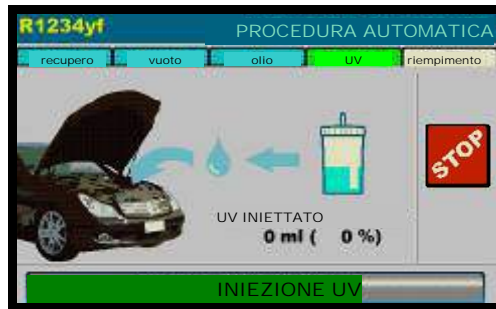 R1234yf PROCEDURA AUTOMATICA
recupero vuoto olio UV riempimento
STOP
UV INIETTATO
0 ml ( 0 %)
INIEZIONE UV